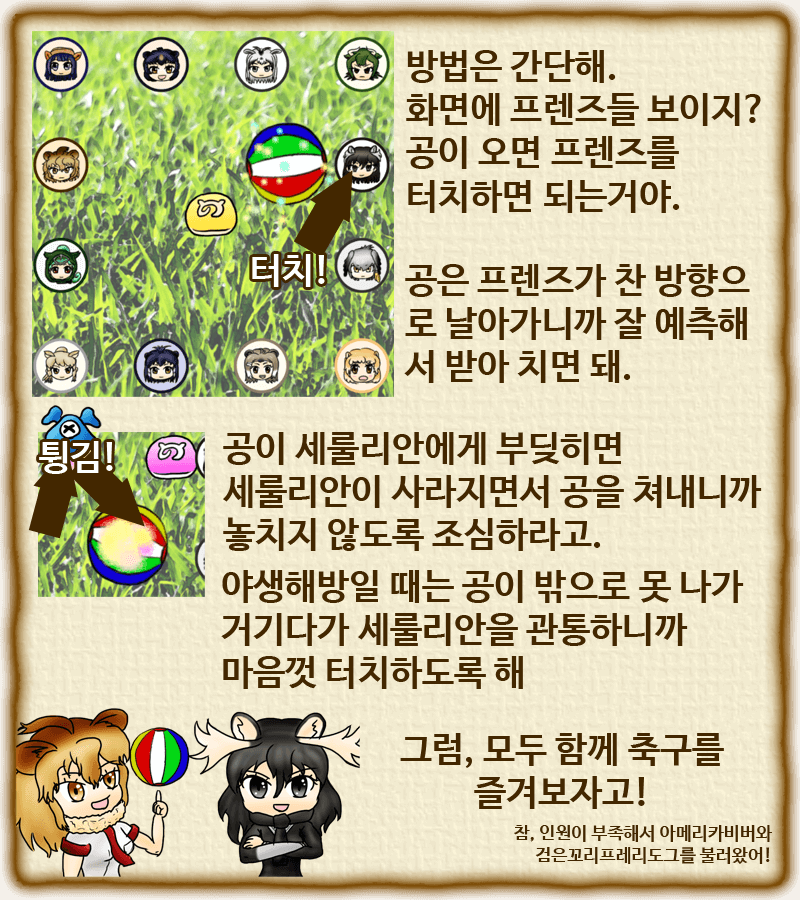 방법은 간단해.
화면에 프렌즈들 보이지?
공이 오면 프렌즈를
터치하면 되는거야.
터치!
공은 프렌즈가 찬 방향으
로 날아가니까 잘 예측해
서 받아 치면 돼.
튕김!
공이 세룰리안에게 부딪히면
세룰리안이 사라지면서 공을 쳐내니까
놓치지 않도록 조심하라고.
야생해방일 때는 공이 밖으로 못 나가
거기다가 세룰리안을 관통하니까
마음껏 터치하도록 해
그럼, 모두 함께 축구를
즐겨보자고!
참, 인원이 부족해서 아메리카비버와
검은꼬리프레리도그를 불러왔어!